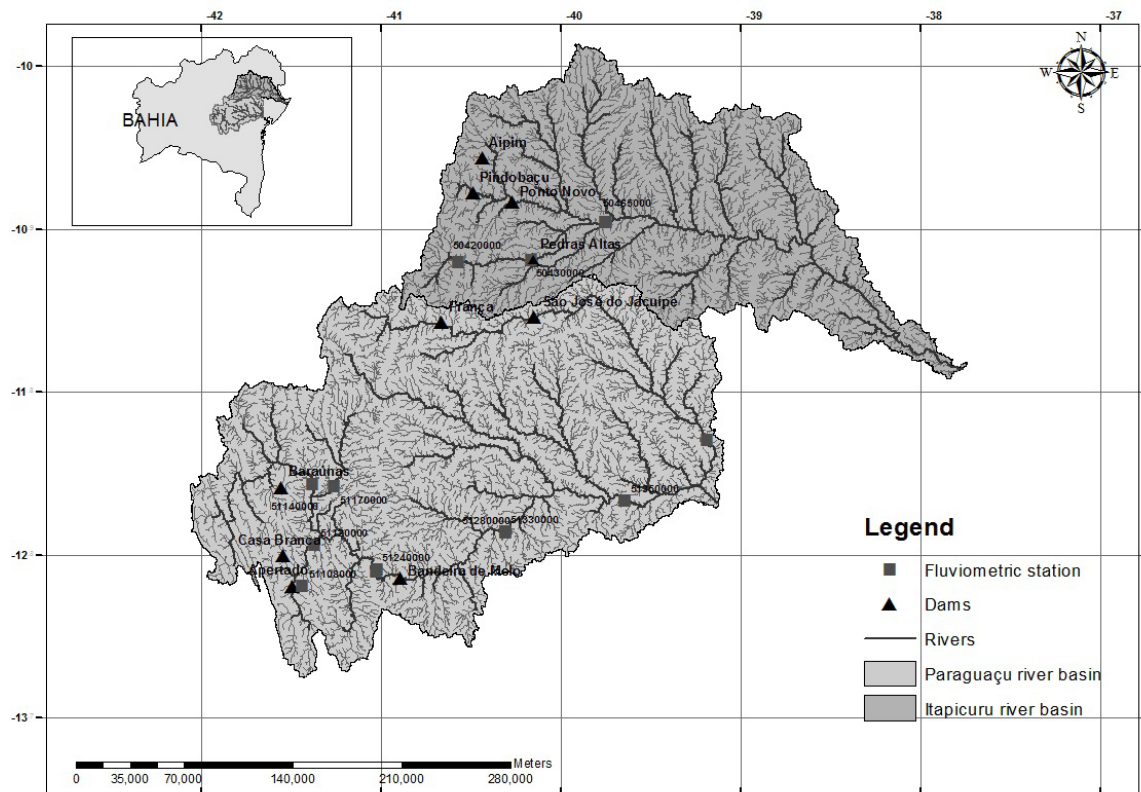 -42 -41 -40 -39 -38 -37
-10
N
W E
S
BAHIA
Aipim
Pindobaçu
Ponto Novo
50465000
50420000
Pedras Altas
50430000
França
São José do Jacuípe
-11
Baraúnas
51170000
51140000
51350000
51280000
51330000
Casa Branca
51240000
Apertado
51108000
Bandeira de Melo
-12
-13
Legend
Fluviometric station
Dams
Rivers
Paraguaçu river basin
Itapicuru river basin
Meters
0 35,000 70,000 140,000 210,000 280,000